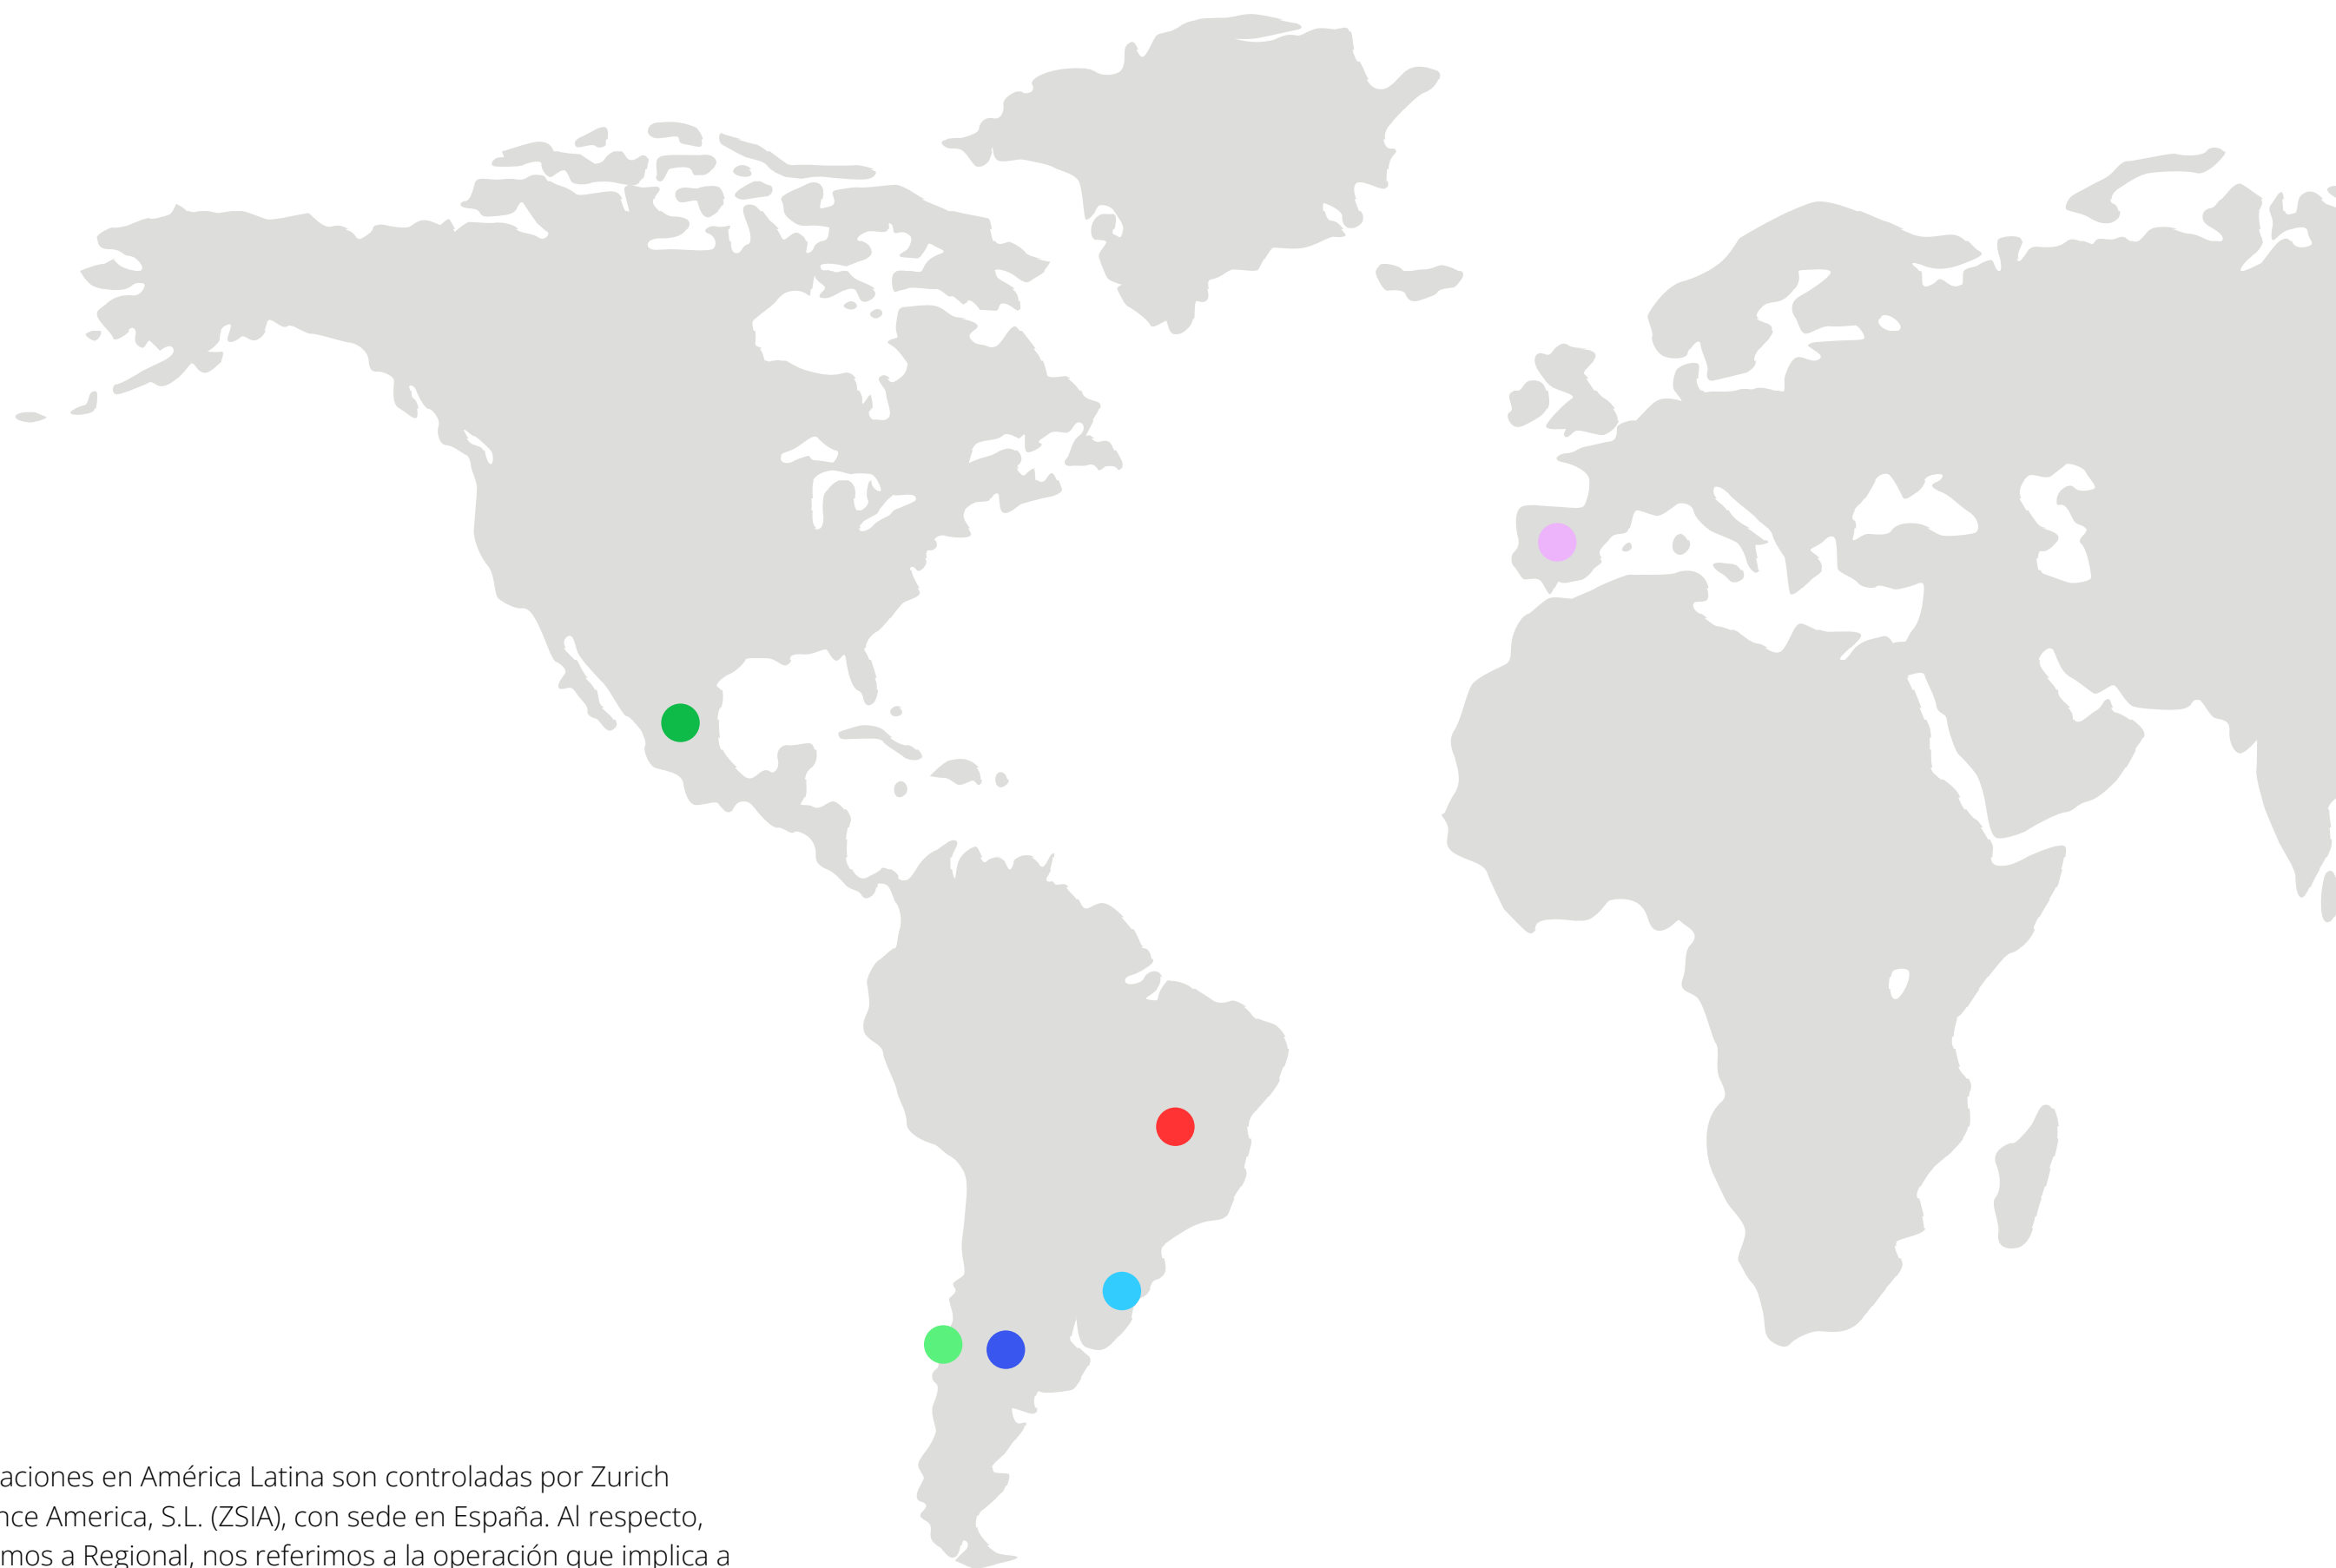 aciones en América Latina son controladas por Zurich
nce America, S.L. (ZSIA), con sede en España. Al respecto,
mos a Regional, nos referimos a la operación que implica a